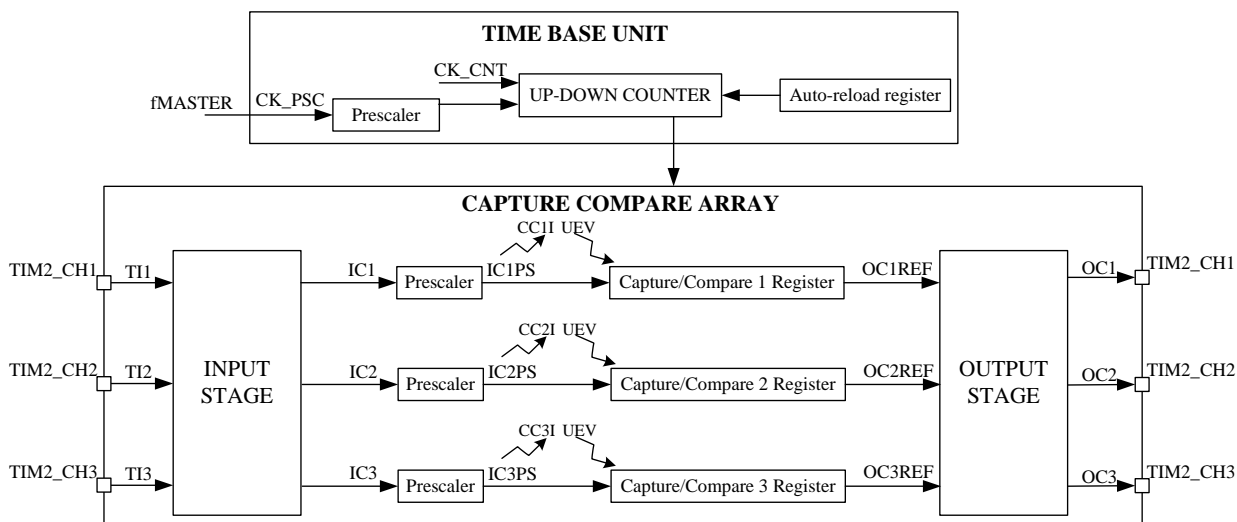 TIME BASE UNIT
CK_CNT
fMASTER
CK_PSC
Prescaler
UP-DOWN COUNTER
Auto-reload register
CAPTURE COMPARE ARRAY
CC1I UEV
TIM2_CH1
TI1
IC1
Prescaler
IC1PS
Capture/Compare 1 Register
OC1REF
OC1
TIM2_CH1
CC2I UEV
TIM2_CH2
TI2
INPUT
STAGE
IC2
Prescaler
IC2PS
Capture/Compare 2 Register
OC2REF
OUTPUT
STAGE
OC2
TIM2_CH2
CC3I UEV
TIM2_CH3
TI3
IC3
Prescaler
IC3PS
Capture/Compare 3 Register
OC3REF
OC3
TIM2_CH3